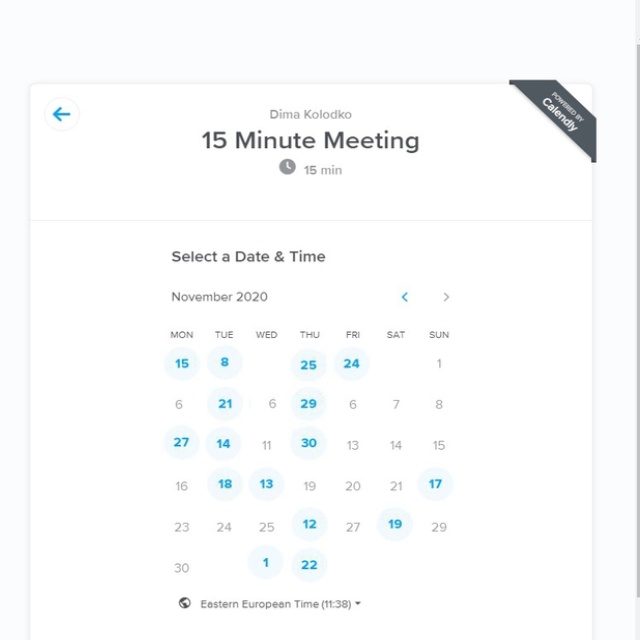 POWERED BY
Calendly
Dima Kolodko
15 Minute Meeting
15 min
Select a Date & Time
November 2020
MON TUE WED THU FRI SAT SUN
15 8 25 24 1
6 21 6 29 6 7 8
27 14 11 30 13 14 15
16 18 13 19 20 21 17
23 24 25 12 27 19 29
30 1 22
Eastern European Time (11:38)